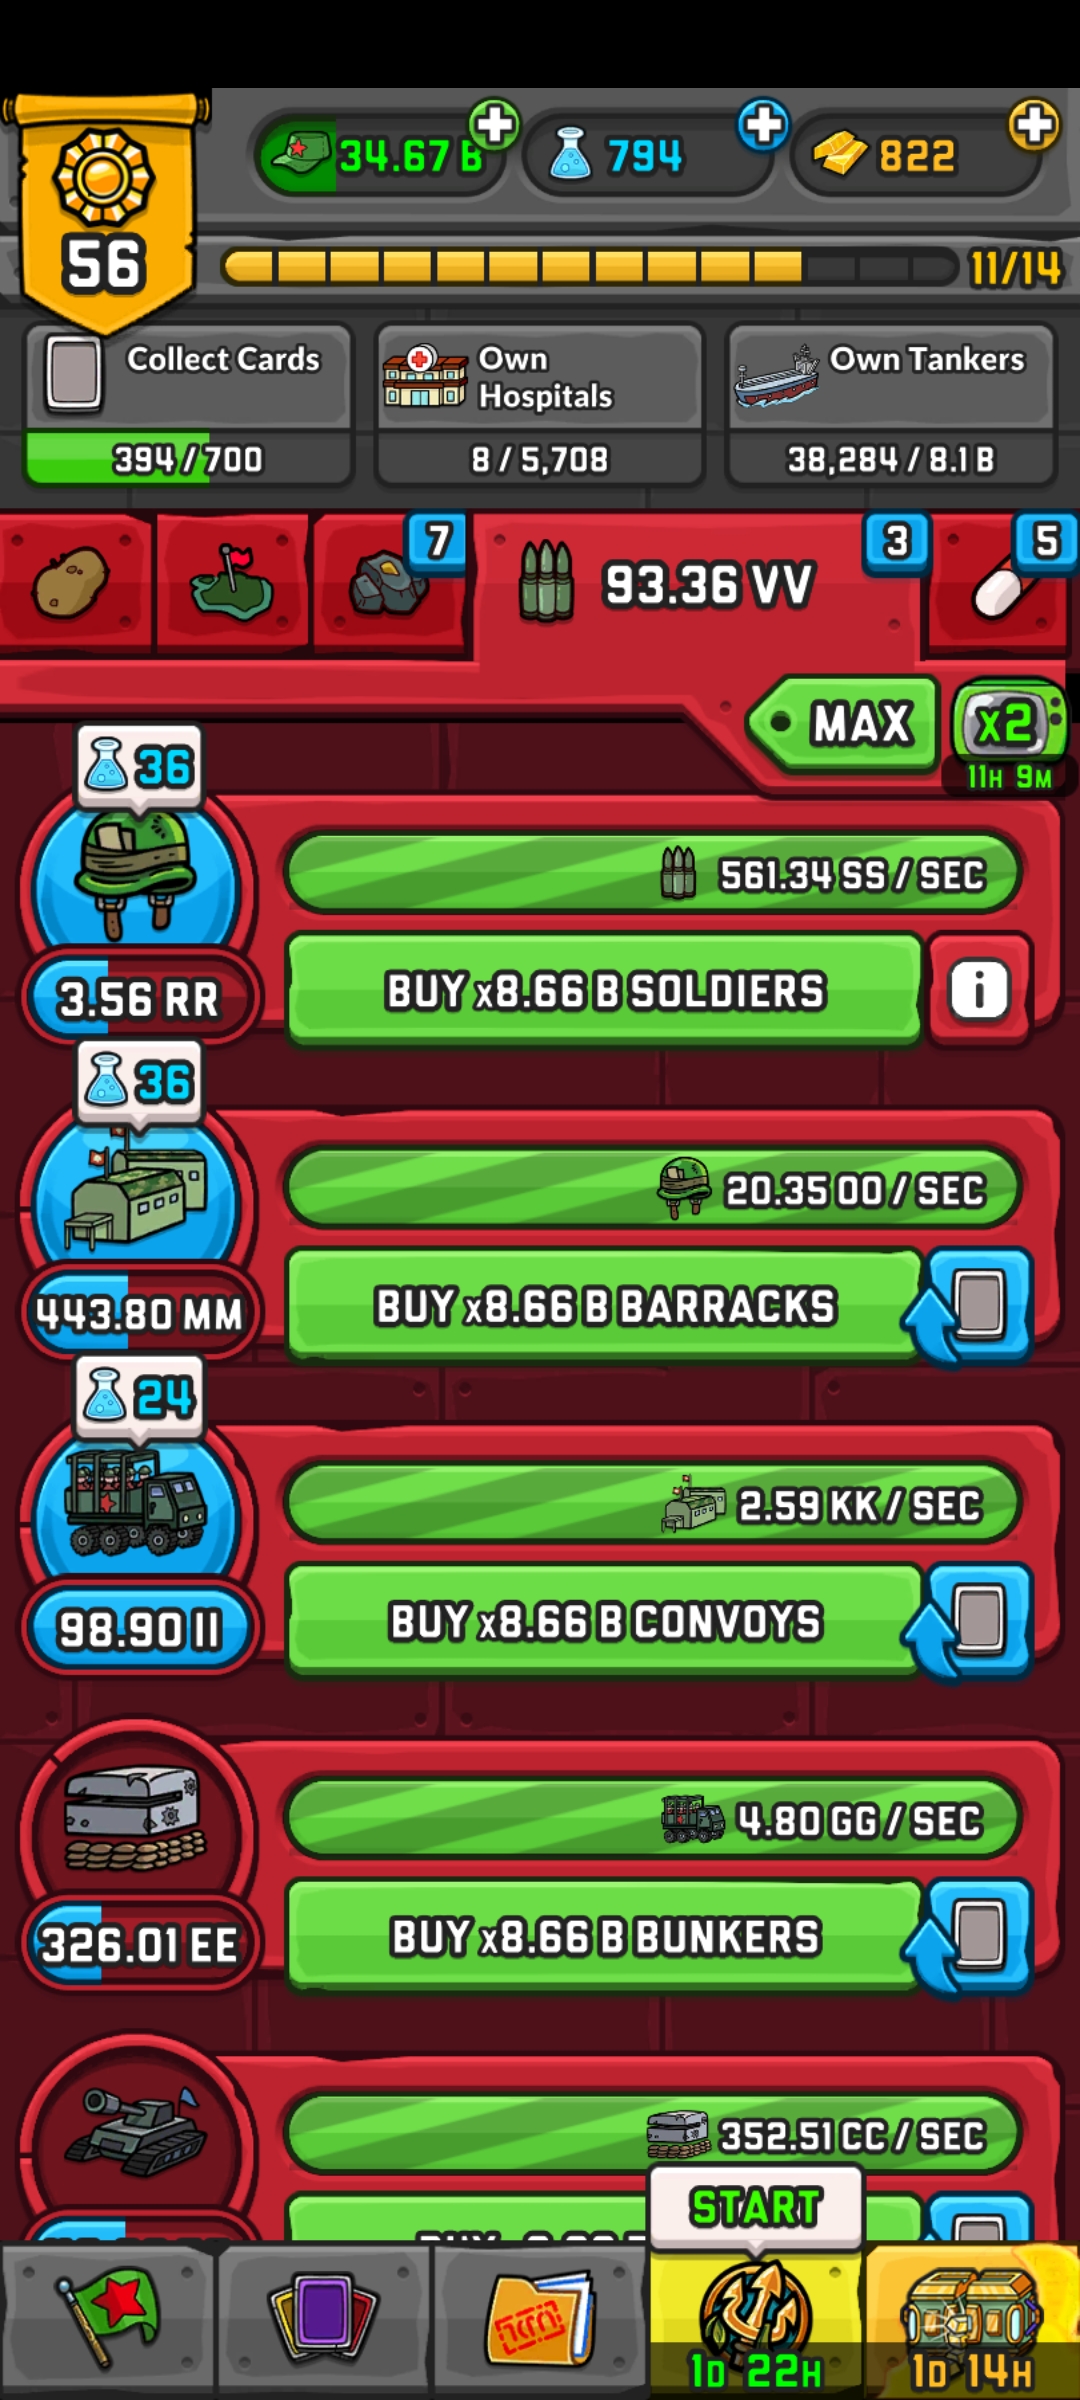 34.67 B
794
822
56
11/14
Collect Cards
394 / 700
Own
Hospitals
8 / 5,708
Own Tankers
38,284 / 8.1 B
7
93.36 VV
3
5
MAX
x2
11H 9M
36
561.34 SS / SEC
3.56 RR
BUY x8.66 B SOLDIERS
i
36
20.35 OO / SEC
443.80 MM
BUY x8.66 B BARRACKS
24
2.59 KK / SEC
98.90 II
BUY x8.66 B CONVOYS
4.80 GG / SEC
326.01 EE
BUY x8.66 B BUNKERS
352.51 CC / SEC
START
1D 22H
1D 14H